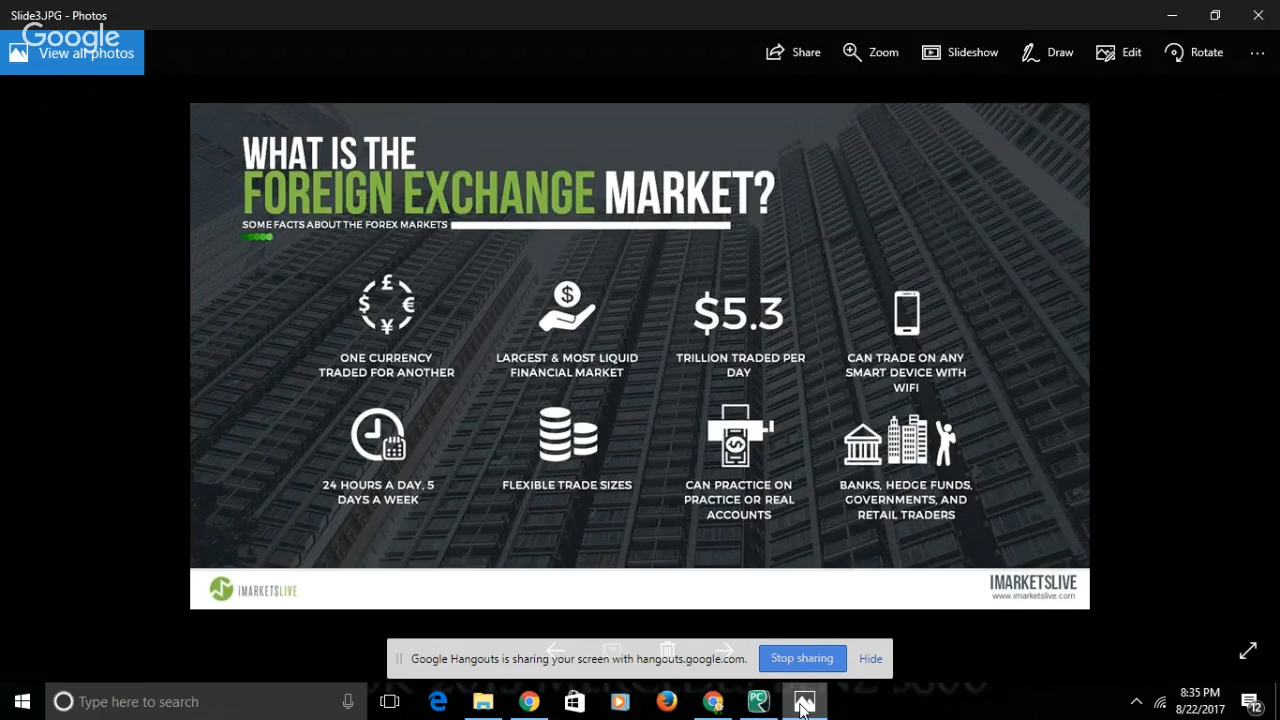 Slide3.JPG - Photos
Google
View all photos
Share
Zoom
Slideshow
Draw
Edit
Rotate
WHAT IS THE
FOREIGN EXCHANGE MARKET?
SOME FACTS ABOUT THE FOREX MARKETS
ONE CURRENCY
TRADED FOR ANOTHER
LARGEST & MOST LIQUID
FINANCIAL MARKET
$5.3
TRILLION TRADED PER
DAY
CAN TRADE ON ANY
SMART DEVICE WITH
WIFI
24 HOURS A DAY, 5
DAYS A WEEK
FLEXIBLE TRADE SIZES
CAN PRACTICE ON
PRACTICE OR REAL
ACCOUNTS
BANKS, HEDGE FUNDS,
GOVERNMENTS, AND
RETAIL TRADERS
iMARKETSLIVE
IMARKETSLIVE
www.imarketslive.com
Google Hangouts is sharing your screen with hangouts.google.com.
Stop sharing
Hide
Type here to search
8:35 PM
8/22/2017
12